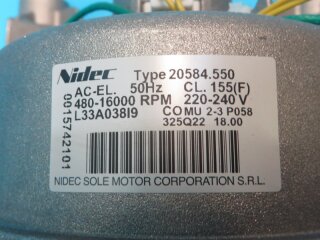 Nidec Type 20584.550
AC-EL. 50Hz CL. 155(F)
480-16000 RPM 220-240 V
L33A038I9 COMU 2-3 P058
325Q22 18.00
0015742101
NIDEC SOLE MOTOR CORPORATION S.R.L.